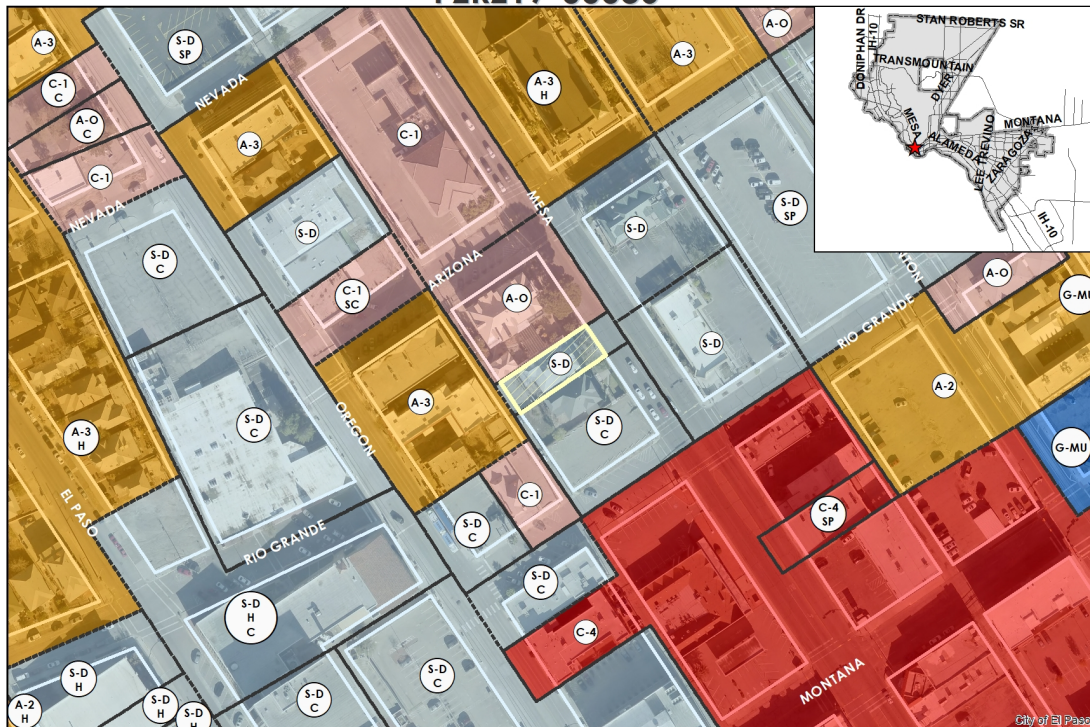 A-3
S-D
SP
A-O
STAN ROBERTS SR
DONIPHAN DR
IH-10
TRANSMOUNTAIN
DYER
MESA
MONTANA
ALAMEDA
LEE TREVINO
ZARAGOZA
IH-10
C-1
C
NEVADA
A-3
H
A-3
A-O
C
C-1
A-3
C-1
NEVADA
S-D
S-D
SP
MESA
S-D
S-D
C
ARIZONA
A-O
C-1
SC
A-O
G-MU
RIO GRANDE
S-D
S-D
A-2
A-3
OREGON
S-D
C
S-D
C
A-3
H
G-MU
EL PASO
C-1
C-4
SP
S-D
C
RIO GRANDE
S-D
C
S-D
H
C
C-4
MONTANA
S-D
H
S-D
C
S-D
C
S-D
H
S-D
H
A-2
H
City of El Paso